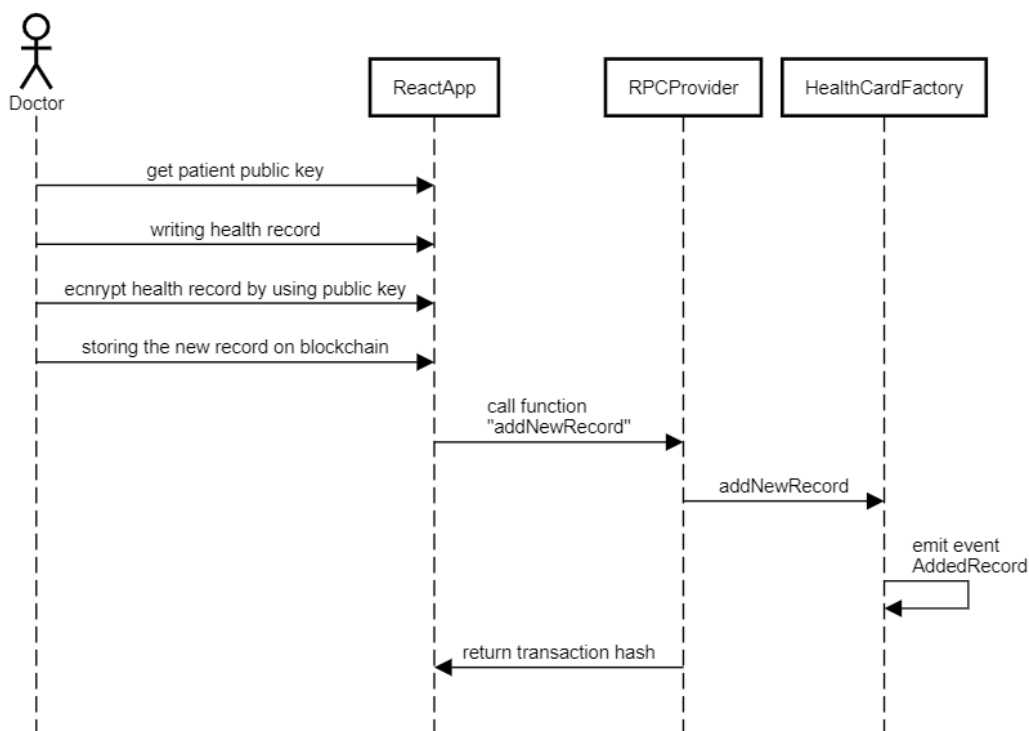 Doctor
ReactApp
RPCProvider
HealthCardFactory
get patient public key
writing health record
ecnrypt health record by using public key
storing the new record on blockchain
call function
"addNewRecord"
addNewRecord
emit event
AddedRecord
return transaction hash